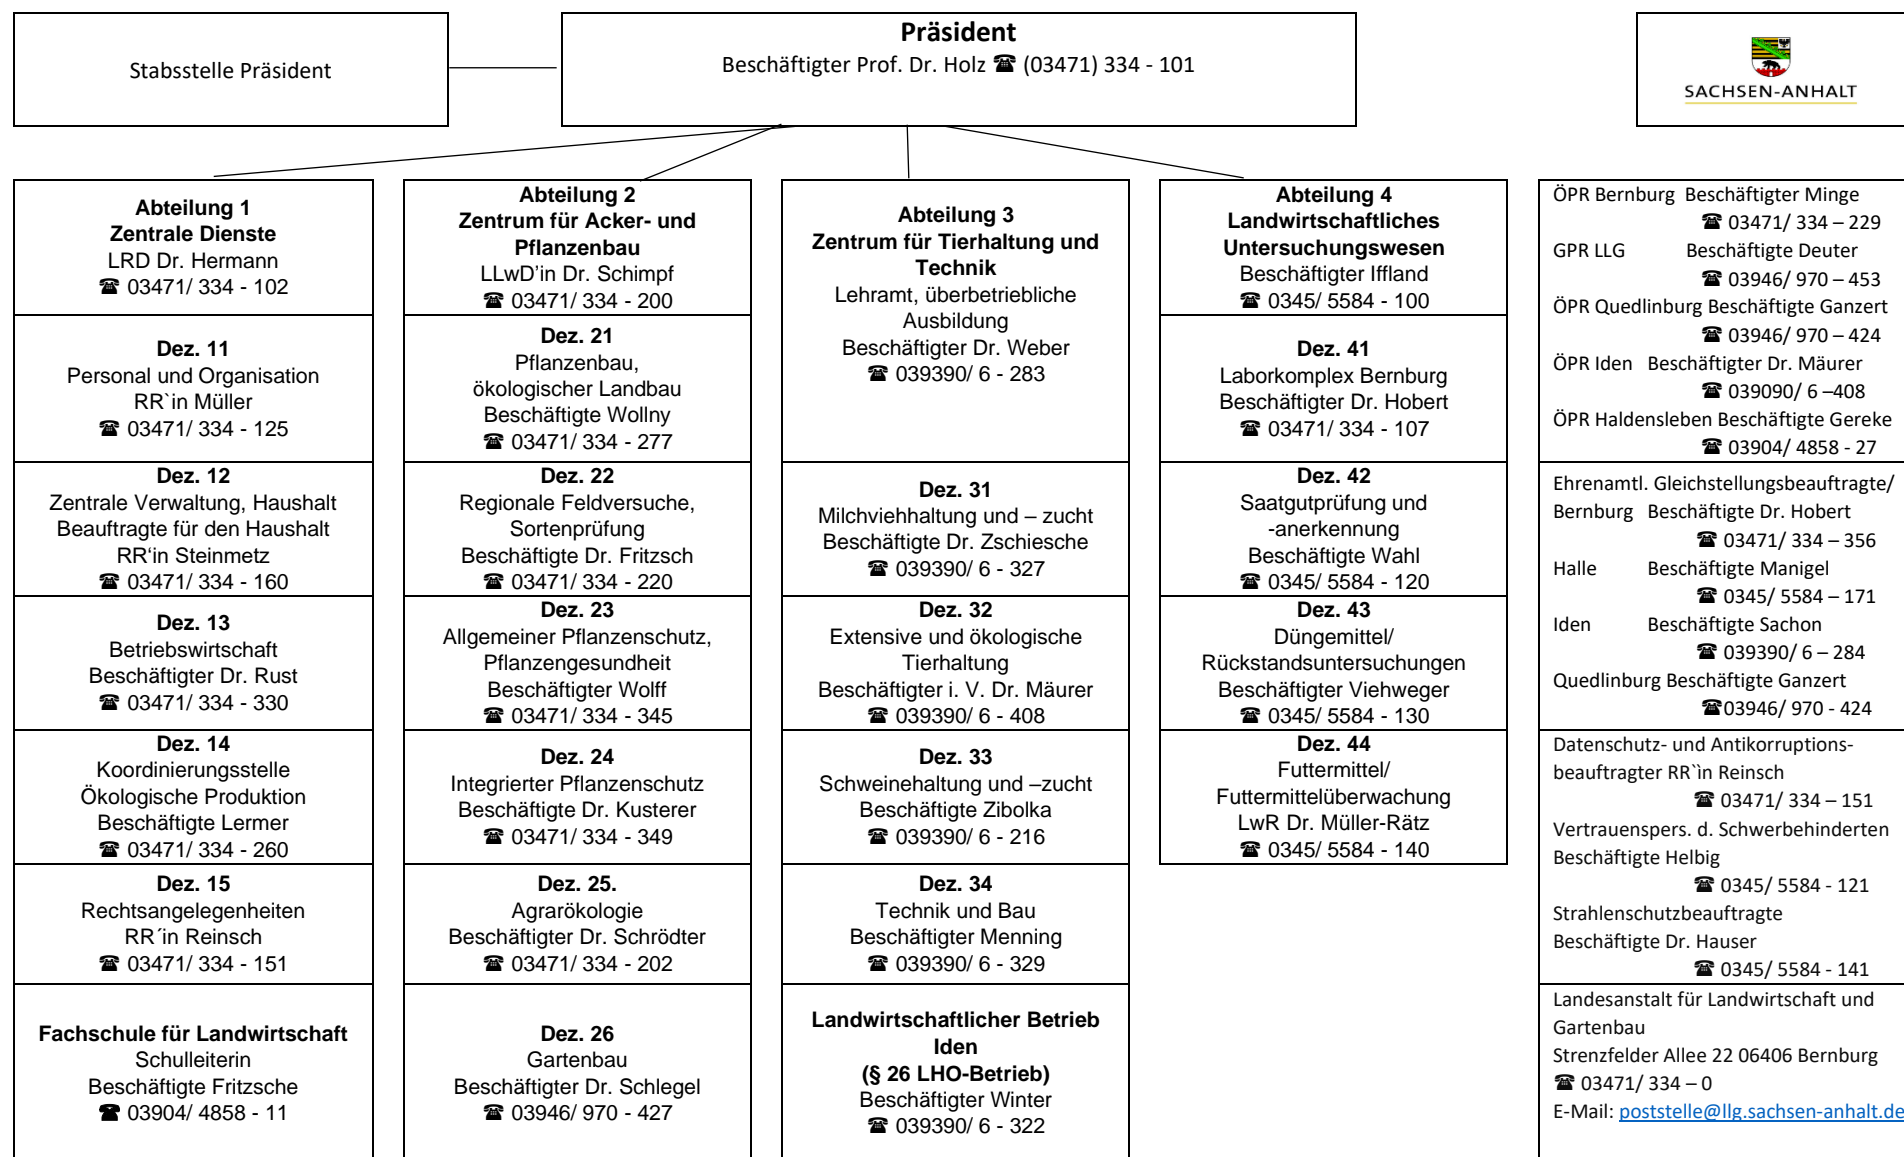 Stabsstelle Präsident
Präsident
Beschäftigter Prof. Dr. Holz ☎ (03471) 334 - 101
SACHSEN-ANHALT
Abteilung 1
Zentrale Dienste
LRD Dr. Hermann
☎ 03471/ 334 - 102
Dez. 11
Personal und Organisation
RR`in Müller
☎ 03471/ 334 - 125
Dez. 12
Zentrale Verwaltung, Haushalt
Beauftragte für den Haushalt
RR'in Steinmetz
☎ 03471/ 334 - 160
Dez. 13
Betriebswirtschaft
Beschäftigter Dr. Rust
☎ 03471/ 334 - 330
Dez. 14
Koordinierungsstelle
Ökologische Produktion
Beschäftigte Lermer
☎ 03471/ 334 - 260
Dez. 15
Rechtsangelegenheiten
RR´in Reinsch
☎ 03471/ 334 - 151
Fachschule für Landwirtschaft
Schulleiterin
Beschäftigte Fritzsche
☎ 03904/ 4858 - 11
Abteilung 2
Zentrum für Acker- und
Pflanzenbau
LLwD’in Dr. Schimpf
☎ 03471/ 334 - 200
Dez. 21
Pflanzenbau,
ökologischer Landbau
Beschäftigte Wollny
☎ 03471/ 334 - 277
Dez. 22
Regionale Feldversuche,
Sortenprüfung
Beschäftigte Dr. Fritzsch
☎ 03471/ 334 - 220
Dez. 23
Allgemeiner Pflanzenschutz,
Pflanzengesundheit
Beschäftigter Wolff
☎ 03471/ 334 - 345
Dez. 24
Integrierter Pflanzenschutz
Beschäftigte Dr. Kusterer
☎ 03471/ 334 - 349
Dez. 25.
Agrarökologie
Beschäftigter Dr. Schrödter
☎ 03471/ 334 - 202
Dez. 26
Gartenbau
Beschäftigter Dr. Schlegel
☎ 03946/ 970 - 427
Abteilung 3
Zentrum für Tierhaltung und
Technik
Lehramt, überbetriebliche
Ausbildung
Beschäftigter Dr. Weber
☎ 039390/ 6 - 283
Dez. 31
Milchviehhaltung und – zucht
Beschäftigte Dr. Zschiesche
☎ 039390/ 6 - 327
Dez. 32
Extensive und ökologische
Tierhaltung
Beschäftigter i. V. Dr. Mäurer
☎ 039390/ 6 - 408
Dez. 33
Schweinehaltung und –zucht
Beschäftigte Zibolka
☎ 039390/ 6 - 216
Dez. 34
Technik und Bau
Beschäftigter Menning
☎ 039390/ 6 - 329
Landwirtschaftlicher Betrieb
Iden
(§ 26 LHO-Betrieb)
Beschäftigter Winter
☎ 039390/ 6 - 322
Abteilung 4
Landwirtschaftliches
Untersuchungswesen
Beschäftigter Iffland
☎ 0345/ 5584 - 100
Dez. 41
Laborkomplex Bernburg
Beschäftigter Dr. Hobert
☎ 03471/ 334 - 107
Dez. 42
Saatgutprüfung und
-anerkennung
Beschäftigte Wahl
☎ 0345/ 5584 - 120
Dez. 43
Düngemittel/
Rückstandsuntersuchungen
Beschäftigter Viehweger
☎ 0345/ 5584 - 130
Dez. 44
Futtermittel/
Futtermittelüberwachung
LwR Dr. Müller-Rätz
☎ 0345/ 5584 - 140
ÖPR Bernburg Beschäftigter Minge
☎ 03471/ 334 – 229
GPR LLG Beschäftigte Deuter
☎ 03946/ 970 – 453
ÖPR Quedlinburg Beschäftigte Ganzert
☎ 03946/ 970 – 424
ÖPR Iden Beschäftigter Dr. Mäurer
☎ 039090/ 6 –408
ÖPR Haldensleben Beschäftigte Gereke
☎ 03904/ 4858 - 27
Ehrenamtl. Gleichstellungsbeauftragte/
Bernburg Beschäftigte Dr. Hobert
☎ 03471/ 334 – 356
Halle Beschäftigte Manigel
☎ 0345/ 5584 – 171
Iden Beschäftigte Sachon
☎ 039390/ 6 – 284
Quedlinburg Beschäftigte Ganzert
☎03946/ 970 - 424
Datenschutz- und Antikorruptions-
beauftragter RR`in Reinsch
☎ 03471/ 334 – 151
Vertrauenspers. d. Schwerbehinderten
Beschäftigte Helbig
☎ 0345/ 5584 - 121
Strahlenschutzbeauftragte
Beschäftigte Dr. Hauser
☎ 0345/ 5584 - 141
Landesanstalt für Landwirtschaft und
Gartenbau
Strenzfelder Allee 22 06406 Bernburg
☎ 03471/ 334 – 0
E-Mail: poststelle@llg.sachsen-anhalt.de